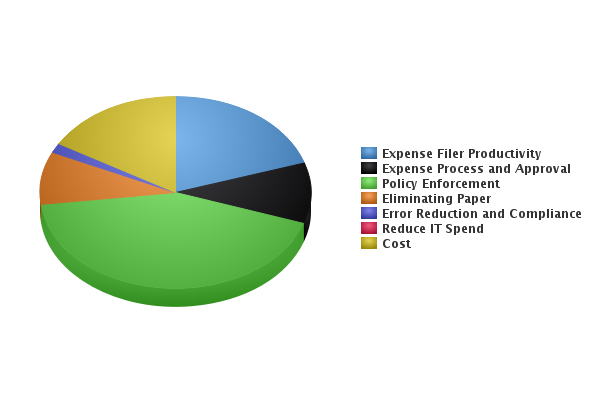 Expense Filer Productivity
Expense Process and Approval
Policy Enforcement
Eliminating Paper
Error Reduction and Compliance
Reduce IT Spend
Cost